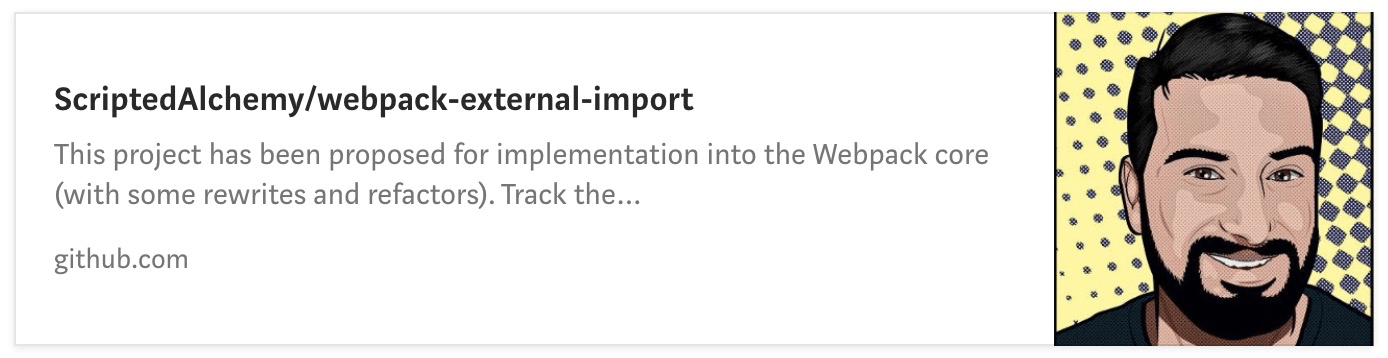 ScriptedAlchemy/webpack-external-import
This project has been proposed for implementation into the Webpack core
(with some rewrites and refactors). Track the…
github.com